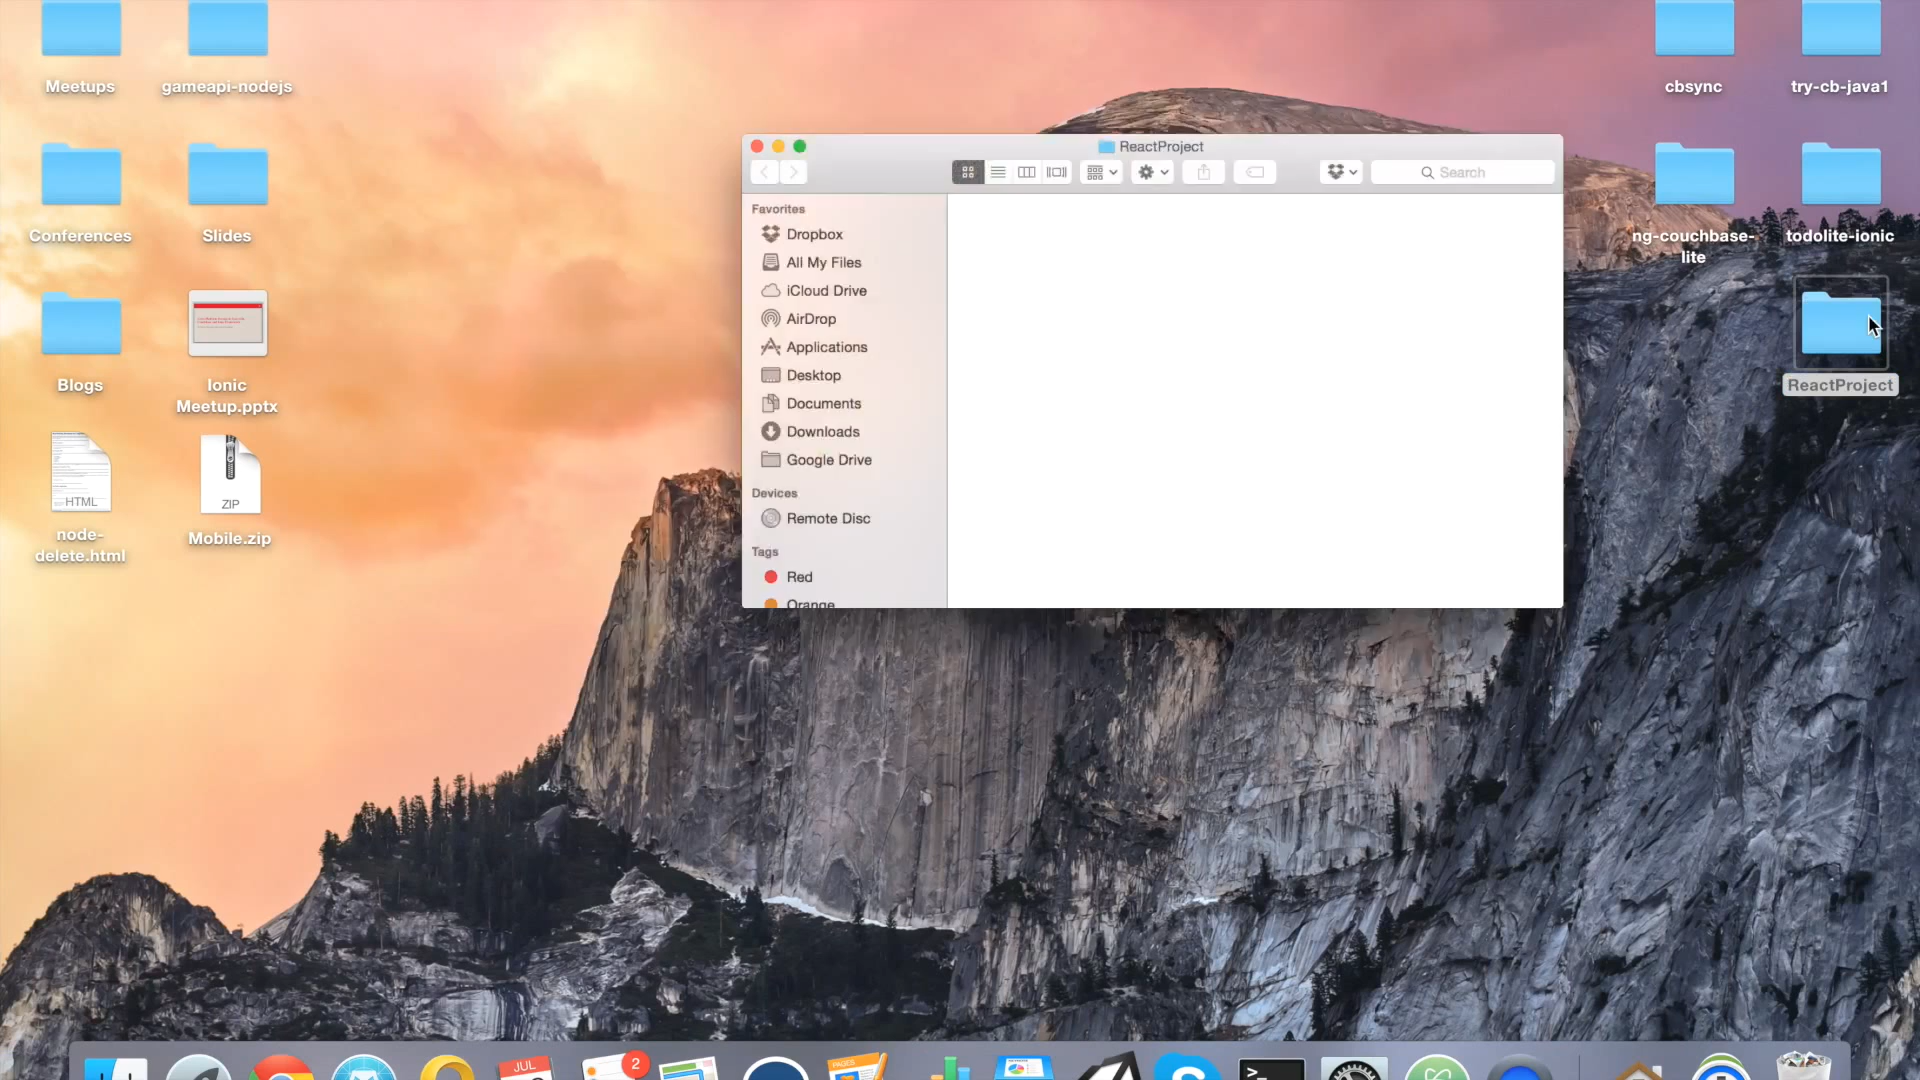 Meetups
gameapi-nodejs
cbsync
try-cb-java1
Conferences
Slides
ng-couchbase-
lite
todolite-ionic
Blogs
Ionic
Meetup.pptx
ReactProject
HTML
node-
delete.html
ZIP
Mobile.zip
ReactProject
Search
Favorites
Dropbox
All My Files
iCloud Drive
AirDrop
Applications
Desktop
Documents
Downloads
Google Drive
Devices
Remote Disc
Tags
Red
Orange
JUL
2
PAGES